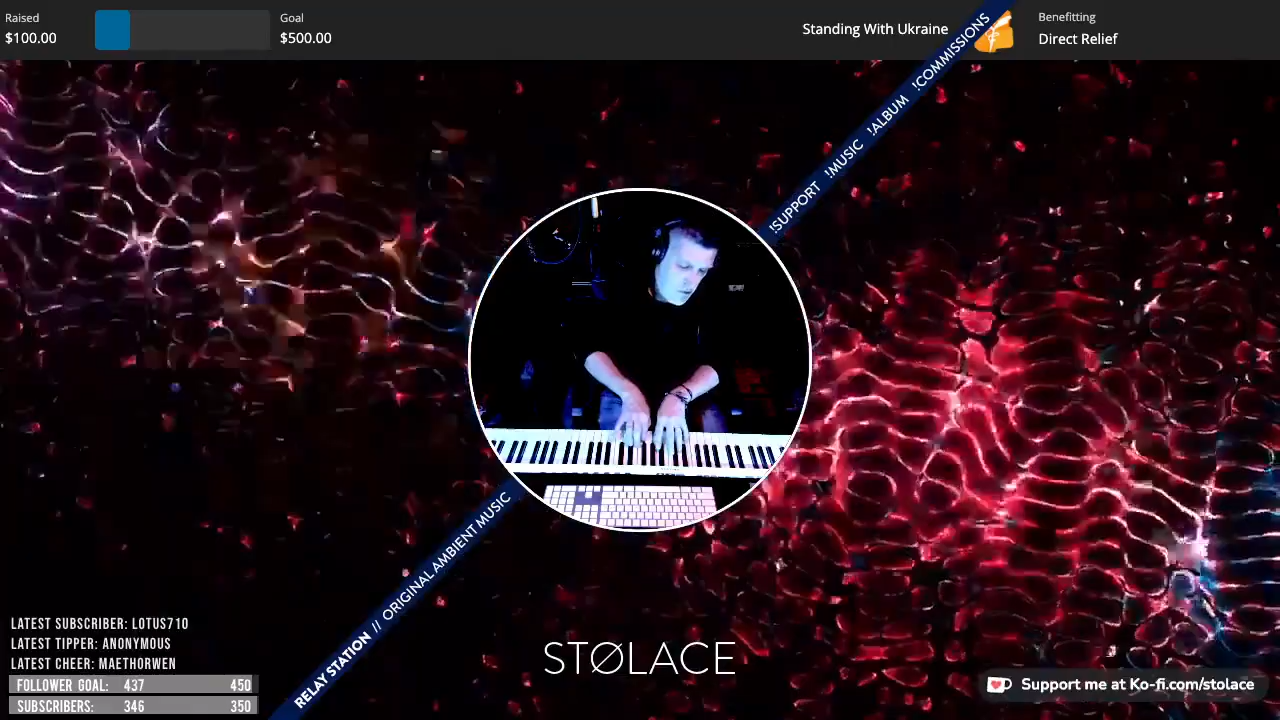 Raised
$100.00
Goal
$500.00
Standing With Ukraine
Benefitting
Direct Relief
!SUPPORT !MUSIC !ALBUM !COMMISSIONS
RELAY STATION // ORIGINAL AMBIENT MUSIC
STØLACE
LATEST SUBSCRIBER: LOTUS710
LATEST TIPPER: ANONYMOUS
LATEST CHEER: MAETHORWEN
FOLLOWER GOAL: 437 450
SUBSCRIBERS: 346 350
Support me at Ko-fi.com/stolace